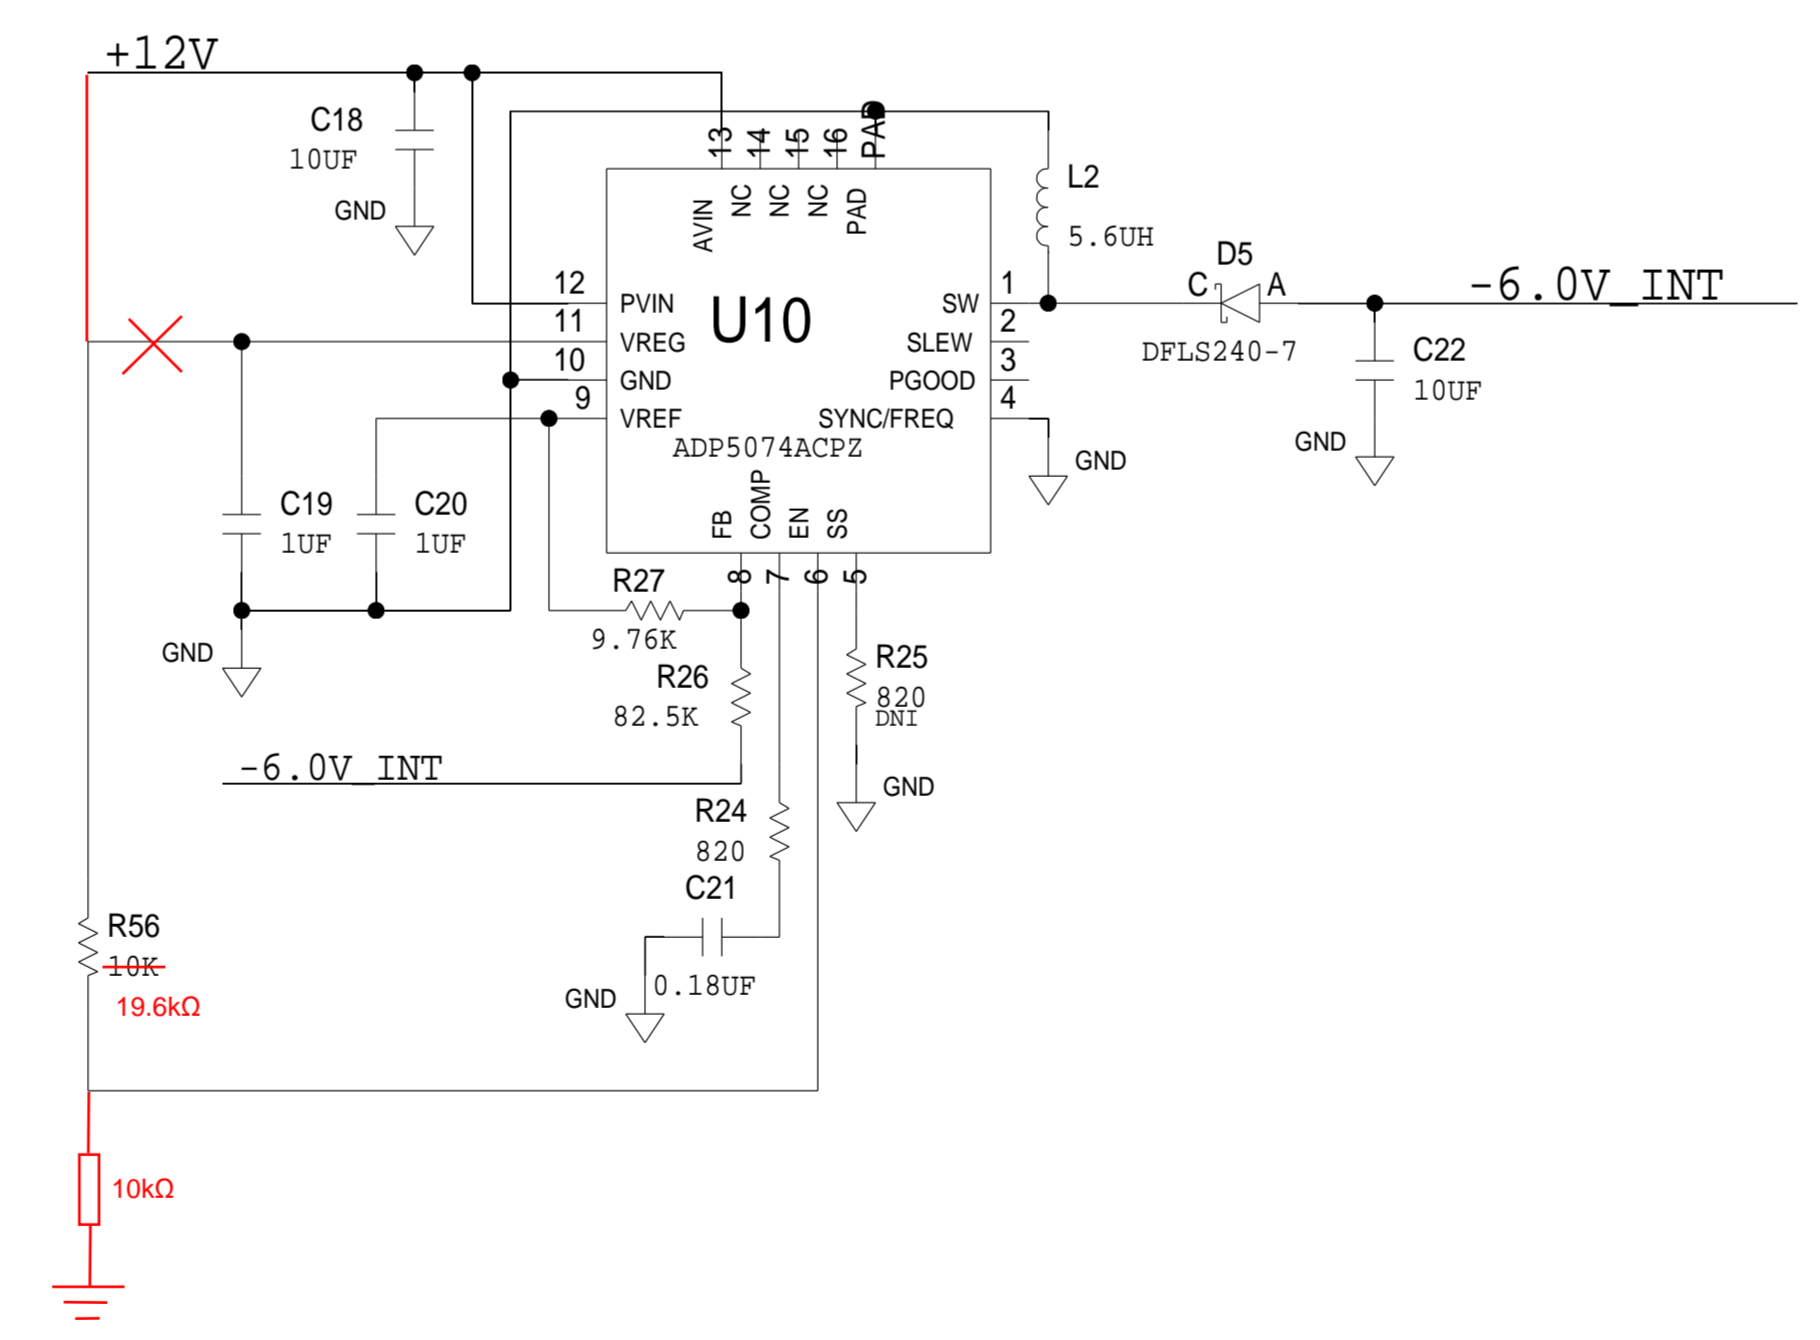 +12V
C18
10UF
GND
13
14
15
16
PAD
AVIN
NC
NC
NC
PAD
L2
5.6UH
12
11
10
9
PVIN
VREG
GND
VREF
U10
ADP5074ACPZ
SW
SLEW
PGOOD
SYNC/FREQ
1
2
3
4
D5
C
A
DFLS240-7
-6.0V_INT
C22
10UF
GND
GND
C19
1UF
C20
1UF
GND
FB
COMP
EN
SS
8
7
6
5
R27
9.76K
R26
82.5K
-6.0V_INT
R25
820
DNI
GND
R24
820
C21
0.18UF
GND
R56
10K
19.6kΩ
10kΩ